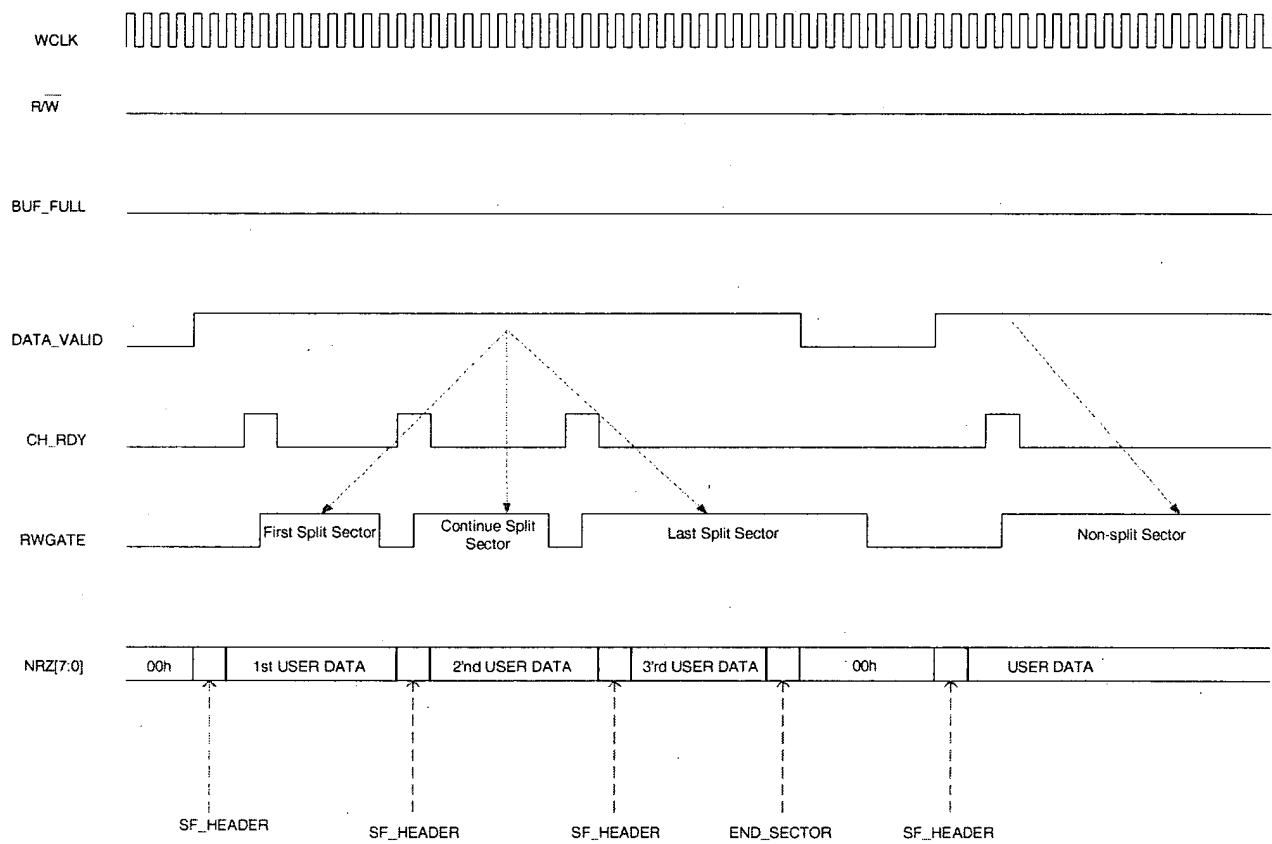 WCLK
R/W
BUF_FULL
DATA_VALID
CH_RDY
RWGATE
First Split Sector
Continue Split
Sector
Last Split Sector
Non-split Sector
NRZ[7:0]
00h
1st USER DATA
2'nd USER DATA
3'rd USER DATA
00h
USER DATA
SF_HEADER
SF_HEADER
SF_HEADER
END_SECTOR
SF_HEADER